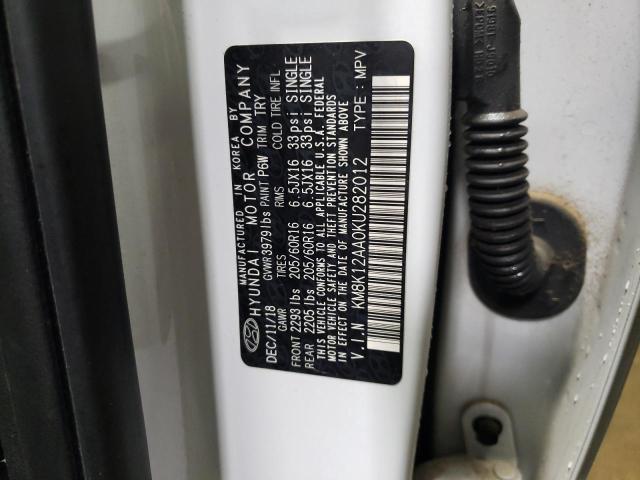 MANUFACTURED IN KOREA BY
HYUNDAI MOTOR COMPANY
DEC/11/18 GVWR3979lbs PAINT P6W TRIM TRY
GAWR TIRES RIMS COLD TIRE INFL.
FRONT 2293 lbs 205/60R16 6.5JX16 33psi SINGLE
REAR 2205 lbs 205/60R16 6.5JX16 33psi SINGLE
THIS VEHICLE CONFORMS TO ALL APPLICABLE U.S.A. FEDERAL
MOTOR VEHICLE SAFETY AND THEFT PREVENTION STANDARDS
IN EFFECT ON THE DATE OF MANUFACTURE SHOWN ABOVE
V.I.N KM8K12AA0KU282012 TYPE : MPV